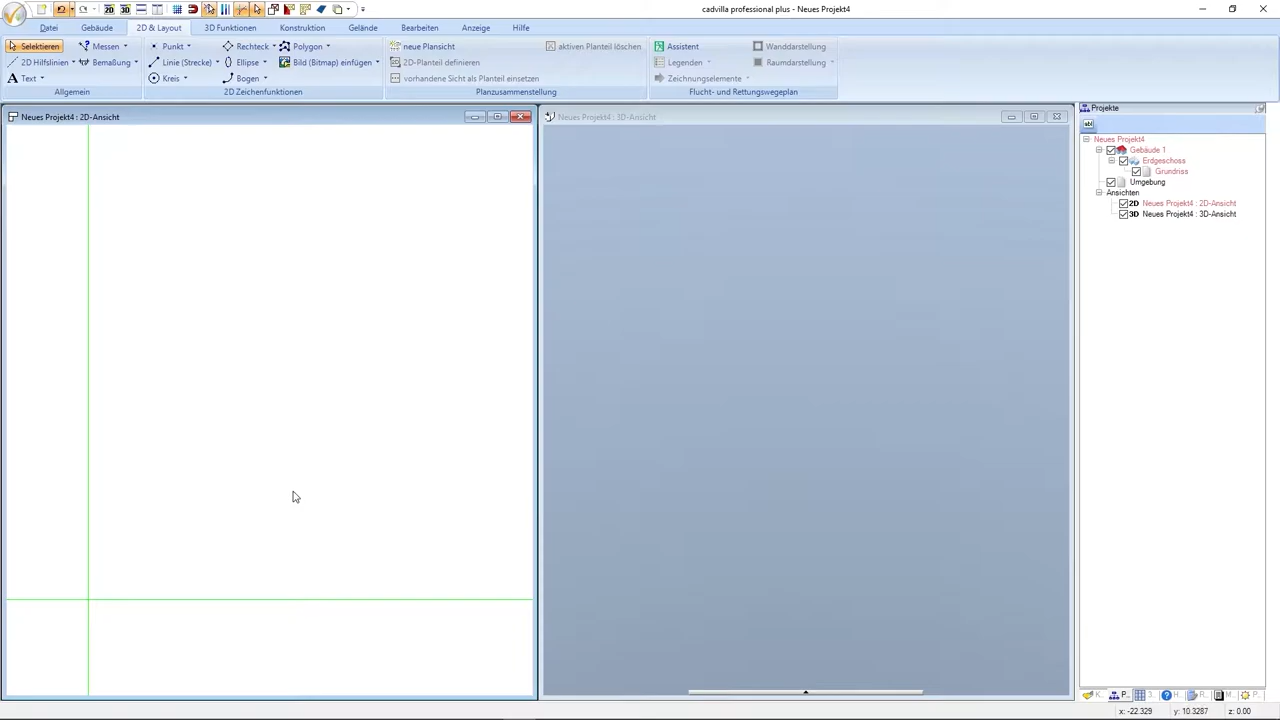 cadvilla professional plus - Neues Projekt4
Datei Gebäude 2D & Layout 3D Funktionen Konstruktion Gelände Bearbeiten Anzeige Hilfe
Selektieren Messen Punkt Rechteck Polygon neue Plansicht aktiven Planteil löschen Assistent Wanddarstellung
2D Hilfslinien Bemaßung Linie (Strecke) Ellipse Bild (Bitmap) einfügen 2D-Planteil definieren Legenden Raumdarstellung
Text Kreis Bogen vorhandene Sicht als Planteil einsetzen Zeichnungselemente
Allgemein 2D Zeichenfunktionen Planzusammenstellung Flucht- und Rettungswegeplan
Neues Projekt4 : 2D-Ansicht
Neues Projekt4 : 3D-Ansicht
Projekte
Neues Projekt4
Gebäude 1
Erdgeschoss
Grundriss
Umgebung
Ansichten
2D Neues Projekt4 : 2D-Ansicht
3D Neues Projekt4 : 3D-Ansicht
K... P... 3... H... R... M... P...
x: -22.329 y: 10.3287 z: 0.00